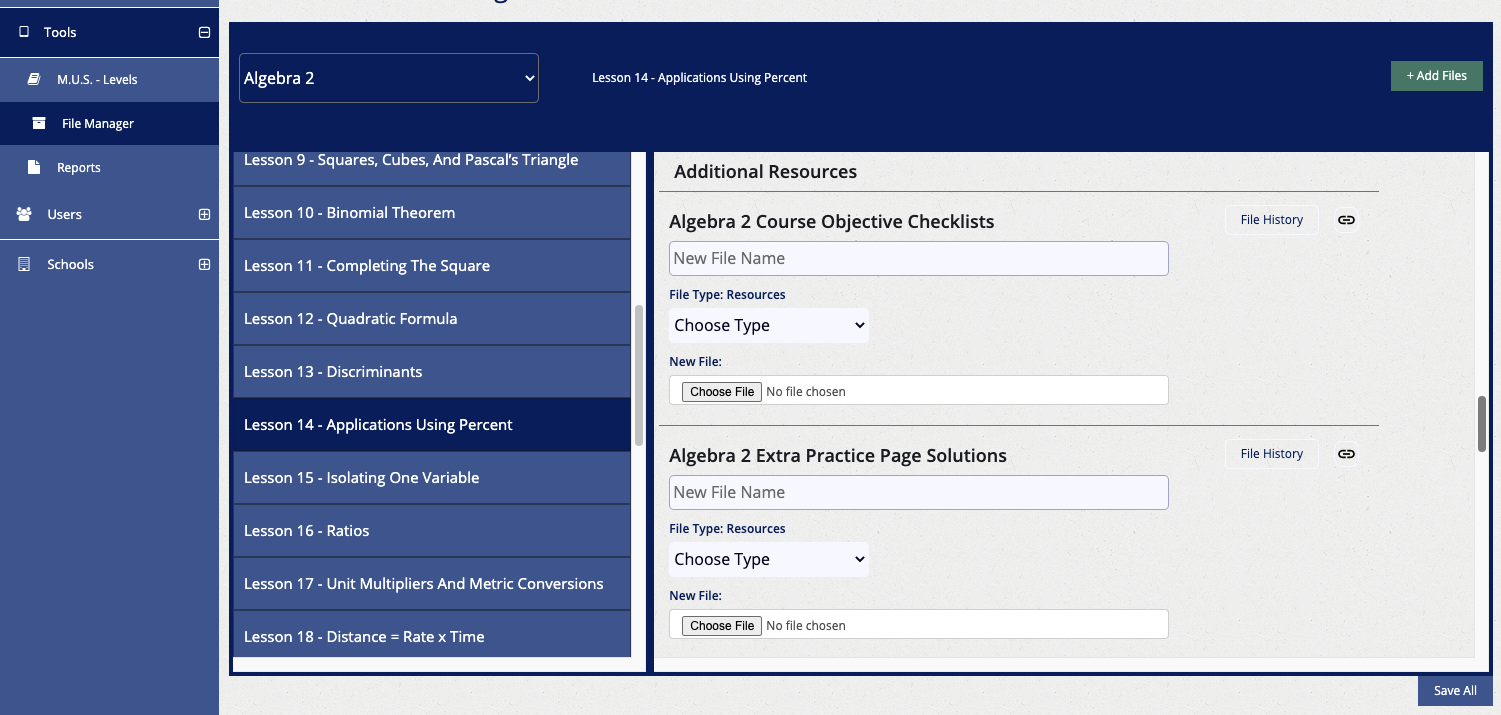 Tools
M.U.S. - Levels
File Manager
Reports
Users
Schools
Algebra 2
Lesson 14 - Applications Using Percent
+ Add Files
Lesson 9 - Squares, Cubes, And Pascal's Triangle
Lesson 10 - Binomial Theorem
Lesson 11 - Completing The Square
Lesson 12 - Quadratic Formula
Lesson 13 - Discriminants
Lesson 14 - Applications Using Percent
Lesson 15 - Isolating One Variable
Lesson 16 - Ratios
Lesson 17 - Unit Multipliers And Metric Conversions
Lesson 18 - Distance = Rate x Time
Additional Resources
Algebra 2 Course Objective Checklists
File History
New File Name
File Type: Resources
Choose Type
New File:
Choose File No file chosen
Algebra 2 Extra Practice Page Solutions
File History
New File Name
File Type: Resources
Choose Type
New File:
Choose File No file chosen
Save All